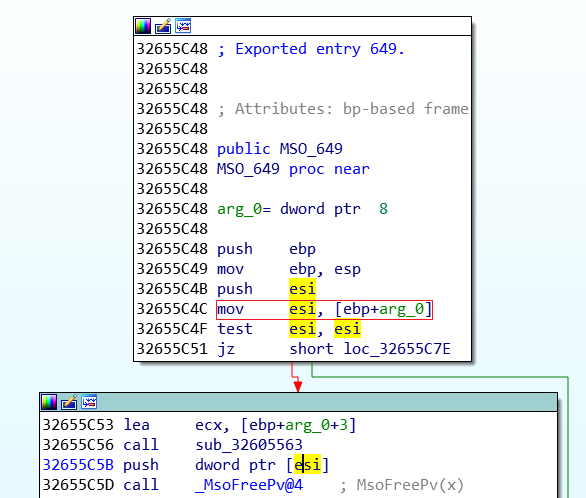 32655C48 ; Exported entry 649.
32655C48
32655C48
32655C48 ; Attributes: bp-based frame
32655C48
32655C48 public MSO_649
32655C48 MSO_649 proc near
32655C48
32655C48 arg_0= dword ptr  8
32655C48
32655C48 push    ebp
32655C49 mov     ebp, esp
32655C4B push    esi
32655C4C mov     esi, [ebp+arg_0]
32655C4F test    esi, esi
32655C51 jz      short loc_32655C7E
32655C53 lea     ecx, [ebp+arg_0+3]
32655C56 call    sub_32605563
32655C5B push    dword ptr [esi]
32655C5D call    _MsoFreePv@4    ; MsoFreePv(x)